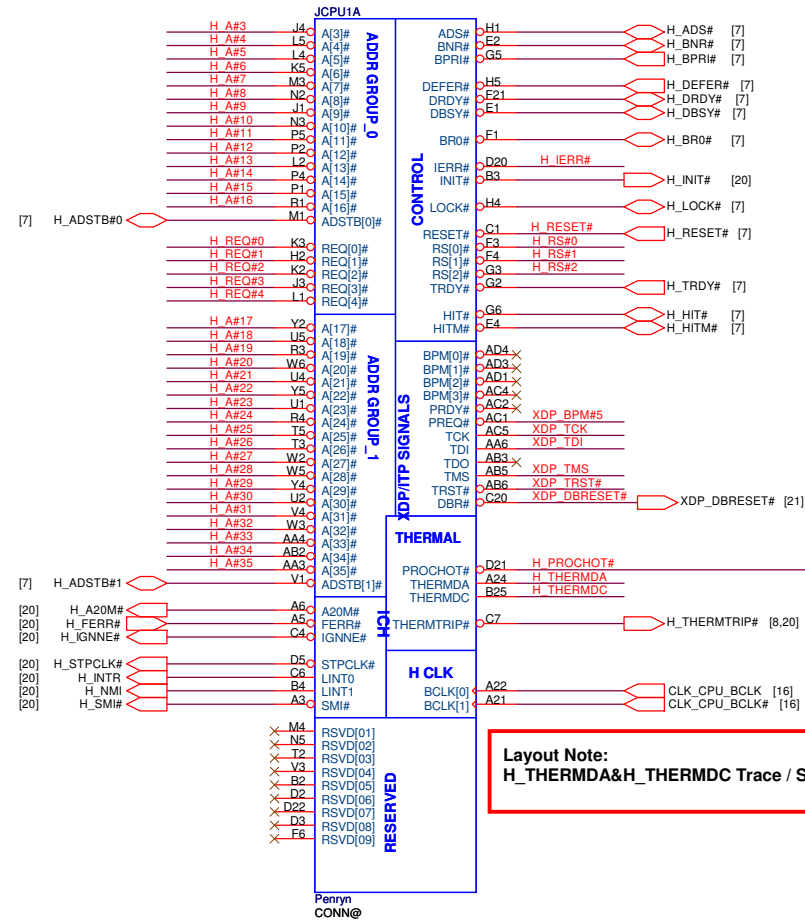 JCPU1A
H_A#3 J4 A[3]# ADS# H1 H_ADS# [7]
H_A#4 L5 A[4]# BNR# E2 H_BNR# [7]
H_A#5 L4 A[5]# BPRI# G5 H_BPRI# [7]
H_A#6 K5 A[6]#
H_A#7 M3 A[7]# DEFER# H5 H_DEFER# [7]
H_A#8 N2 A[8]# DRDY# F21 H_DRDY# [7]
H_A#9 J1 A[9]# DBSY# E1 H_DBSY# [7]
H_A#10 N3 A[10]#
H_A#11 P5 A[11]# BR0# F1 H_BR0# [7]
H_A#12 P2 A[12]#
H_A#13 L2 A[13]# IERR# D20 H_IERR#
H_A#14 P4 A[14]# INIT# B3 H_INIT# [20]
H_A#15 P1 A[15]#
H_A#16 R1 A[16]# LOCK# H4 H_LOCK# [7]
[7] H_ADSTB#0 M1 ADSTB[0]#
ADDR GROUP_0
CONTROL
RESET# C1 H_RESET# H_RESET# [7]
H_REQ#0 K3 REQ[0]# RS[0]# F3 H_RS#0
H_REQ#1 H2 REQ[1]# RS[1]# F4 H_RS#1
H_REQ#2 K2 REQ[2]# RS[2]# G3 H_RS#2
H_REQ#3 J3 REQ[3]# TRDY# G2 H_TRDY# [7]
H_REQ#4 L1 REQ[4]#
HIT# G6 H_HIT# [7]
H_A#17 Y2 A[17]# HITM# E4 H_HITM# [7]
H_A#18 U5 A[18]#
H_A#19 R3 A[19]# BPM[0]# AD4
H_A#20 W6 A[20]# BPM[1]# AD3
H_A#21 U4 A[21]# BPM[2]# AD1
H_A#22 Y5 A[22]# BPM[3]# AC4
H_A#23 U1 A[23]# PRDY# AC2
H_A#24 R4 A[24]# PREQ# AC1 XDP_BPM#5
H_A#25 T5 A[25]# TCK AC5 XDP_TCK
H_A#26 T3 A[26]# TDI AA6 XDP_TDI
H_A#27 W2 A[27]# TDO AB3
H_A#28 W5 A[28]# TMS AB5 XDP_TMS
H_A#29 Y4 A[29]# TRST# AB6 XDP_TRST#
H_A#30 U2 A[30]# DBR# C20 XDP_DBRESET# XDP_DBRESET# [21]
H_A#31 V4 A[31]#
H_A#32 W3 A[32]#
H_A#33 AA4 A[33]#
H_A#34 AB2 A[34]#
H_A#35 AA3 A[35]#
[7] H_ADSTB#1 V1 ADSTB[1]#
ADDR GROUP_1
XDP/ITP SIGNALS
THERMAL
PROCHOT# D21 H_PROCHOT#
THERMDA A24 H_THERMDA
THERMDC B25 H_THERMDC
[20] H_A20M# A6 A20M#
[20] H_FERR# A5 FERR# THERMTRIP# C7 H_THERMTRIP# [8,20]
[20] H_IGNNE# C4 IGNNE#
ICH
[20] H_STPCLK# D5 STPCLK#
[20] H_INTR C6 LINT0
[20] H_NMI B4 LINT1
[20] H_SMI# A3 SMI#
H CLK
BCLK[0] A22 CLK_CPU_BCLK [16]
BCLK[1] A21 CLK_CPU_BCLK# [16]
M4 RSVD[01]
N5 RSVD[02]
T2 RSVD[03]
V3 RSVD[04]
B2 RSVD[05]
D2 RSVD[06]
D22 RSVD[07]
D3 RSVD[08]
F6 RSVD[09]
RESERVED
Layout Note:
H_THERMDA&H_THERMDC Trace / S
Penryn
CONN@